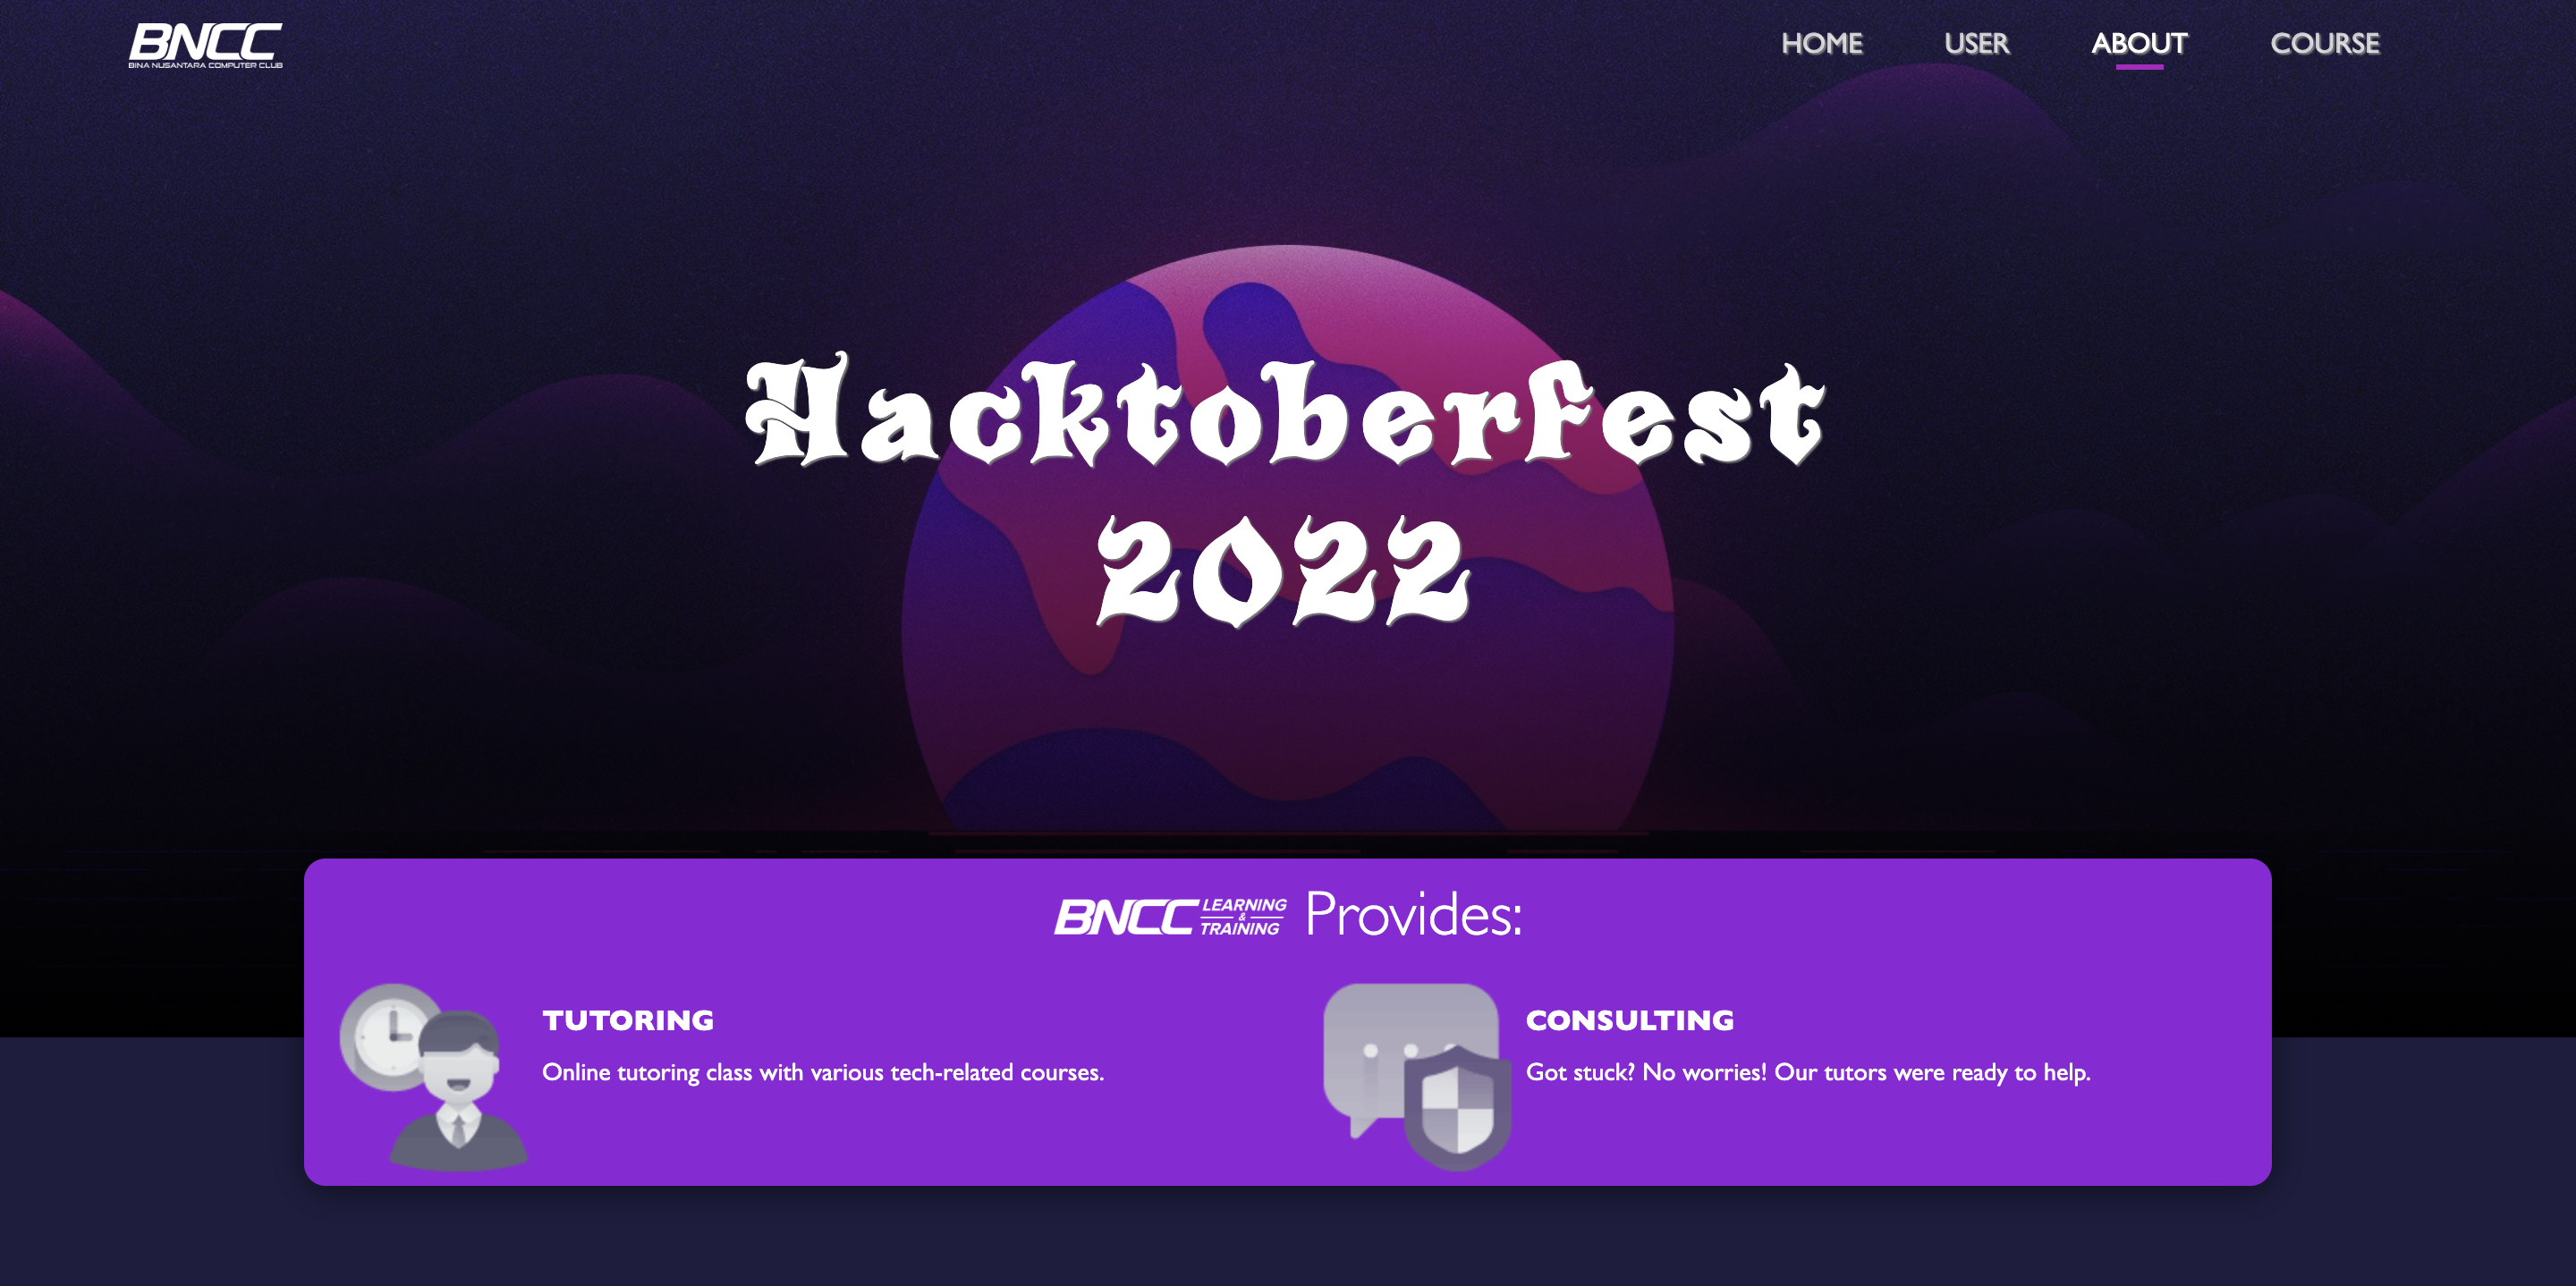 BNCC
BINA NUSANTARA COMPUTER CLUB
HOME USER ABOUT COURSE
Hacktoberfest
2022
BNCC LEARNING & TRAINING Provides:
TUTORING
Online tutoring class with various tech-related courses.
CONSULTING
Got stuck? No worries! Our tutors were ready to help.